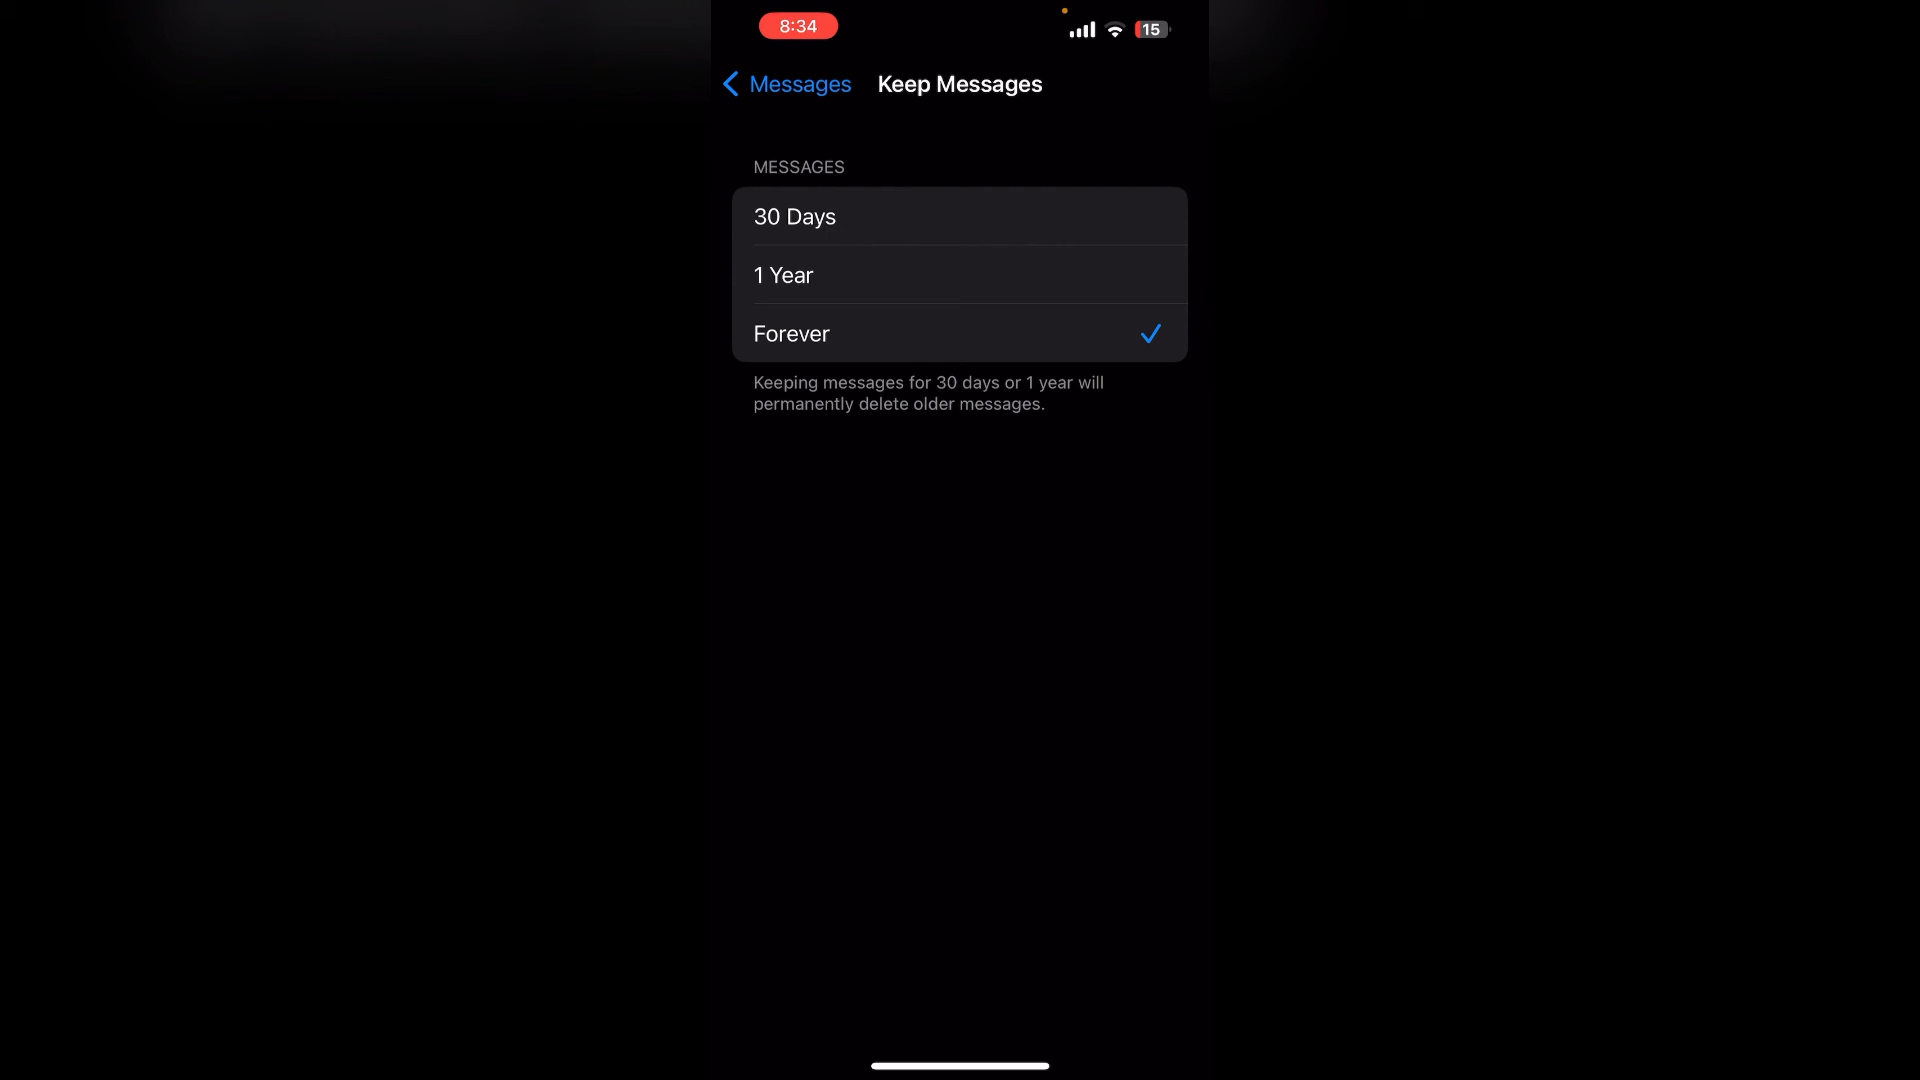 8:34
15
Messages
Keep Messages
MESSAGES
30 Days
1 Year
Forever
Keeping messages for 30 days or 1 year will
permanently delete older messages.